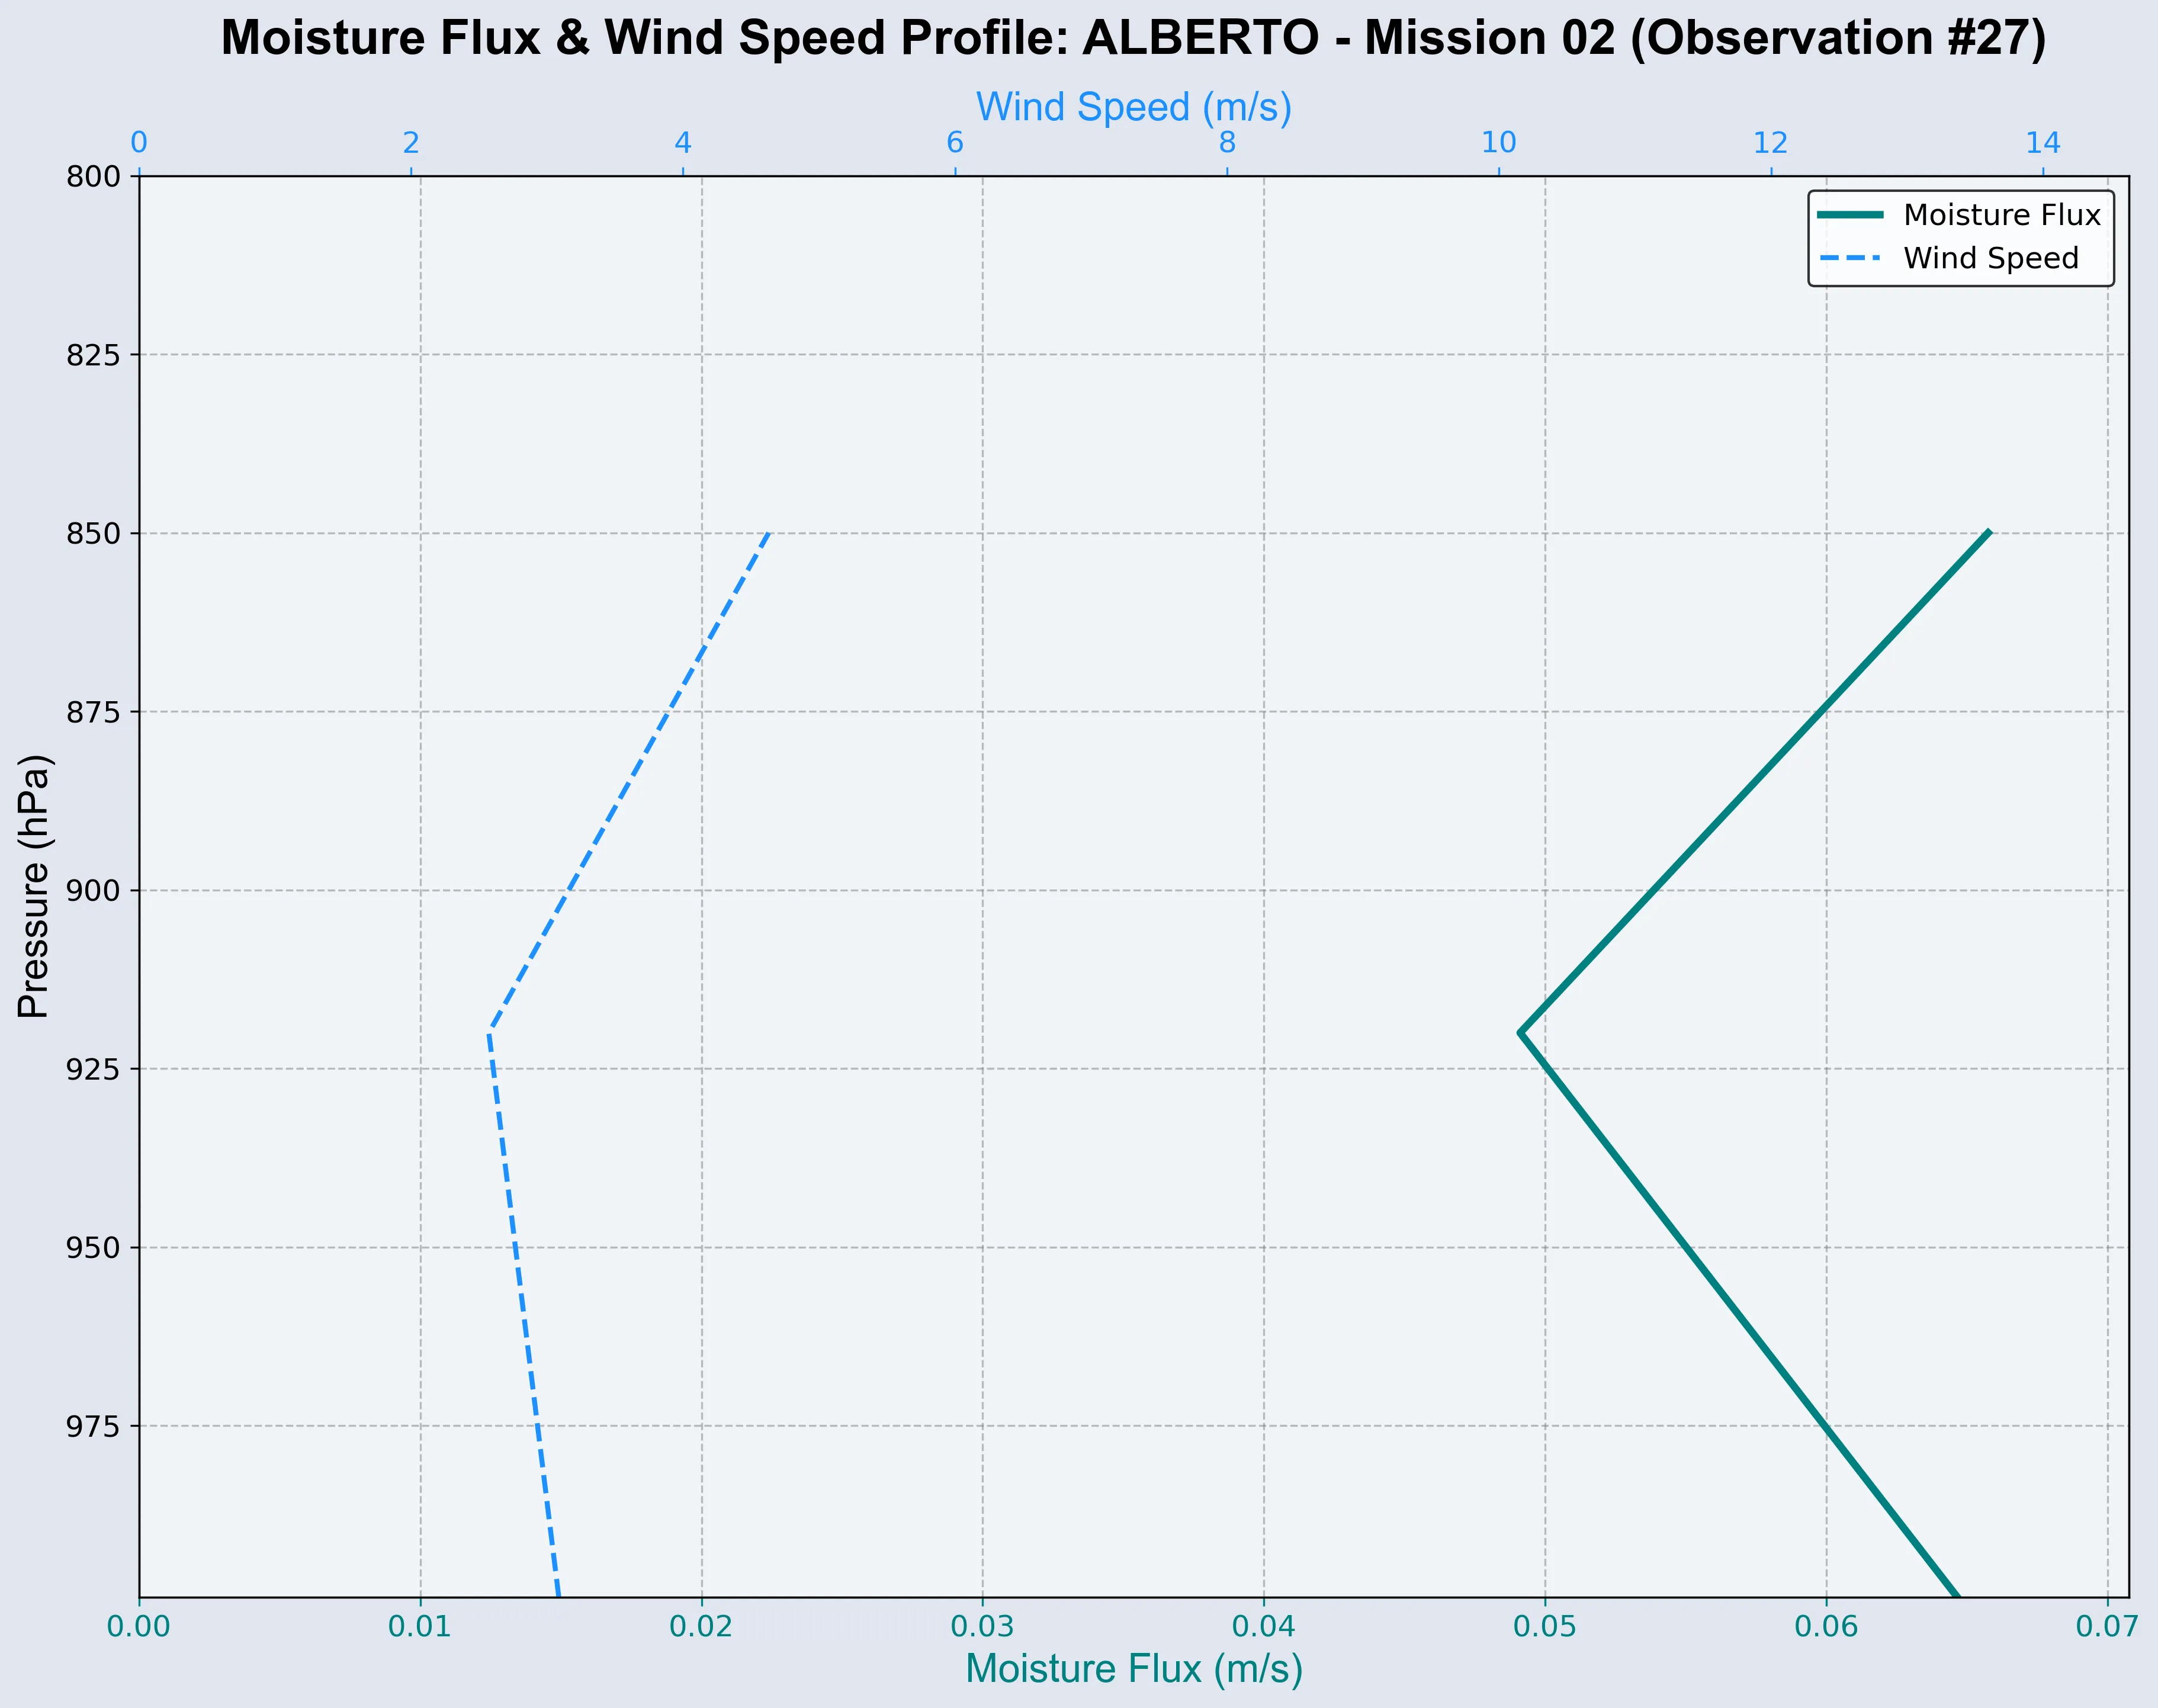 Moisture Flux & Wind Speed Profile: ALBERTO - Mission 02 (Observation #27)
Wind Speed (m/s)
0 2 4 6 8 10 12 14
Moisture Flux
Wind Speed
800
825
850
875
900
925
950
975
Pressure (hPa)
0.00 0.01 0.02 0.03 0.04 0.05 0.06 0.07
Moisture Flux (m/s)